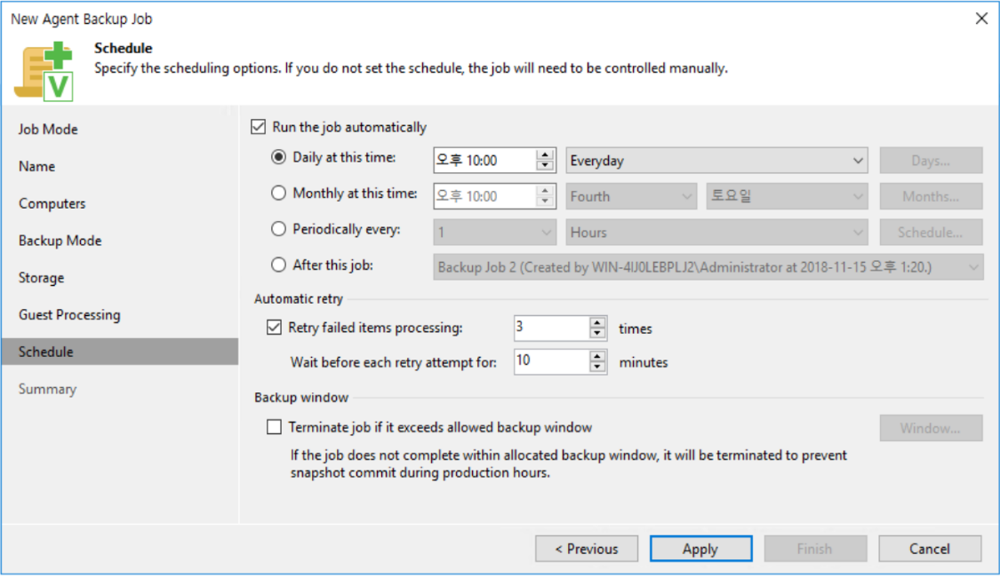 New Agent Backup Job
Schedule
Specify the scheduling options. If you do not set the schedule, the job will need to be controlled manually.
V
Job Mode
Name
Computers
Backup Mode
Storage
Guest Processing
Schedule
Summary
Run the job automatically
Daily at this time: 오후 10:00 Everyday Days...
Monthly at this time: 오후 10:00 Fourth 토요일 Months...
Periodically every: 1 Hours Schedule...
After this job: Backup Job 2 (Created by WIN-4IJ0LEBPLJ2\Administrator at 2018-11-15 오후 1:20.)
Automatic retry
Retry failed items processing: 3 times
Wait before each retry attempt for: 10 minutes
Backup window
Terminate job if it exceeds allowed backup window Window...
If the job does not complete within allocated backup window, it will be terminated to prevent
snapshot commit during production hours.
< Previous Apply Finish Cancel